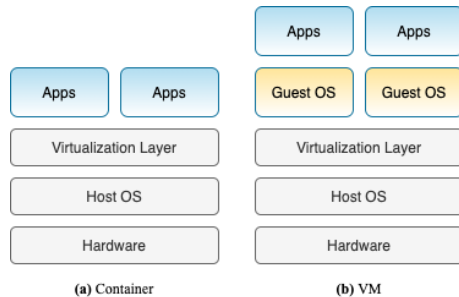 Apps Apps
Apps Apps Guest OS Guest OS
Virtualization Layer Virtualization Layer
Host OS Host OS
Hardware Hardware
(a) Container (b) VM